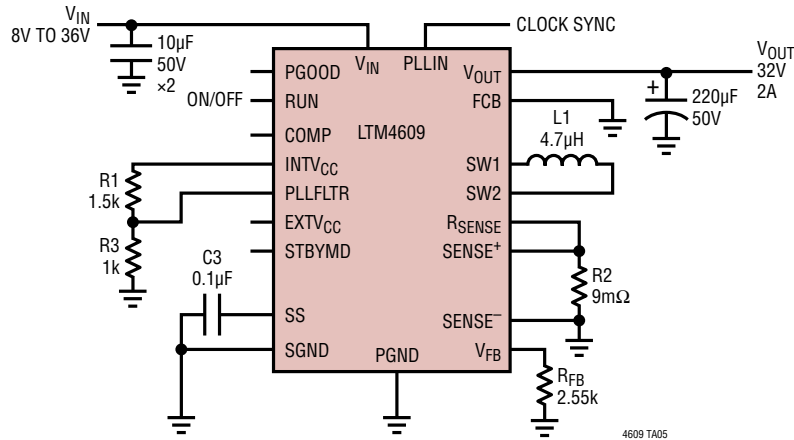 VIN
8V TO 36V
10µF
50V
×2
CLOCK SYNC
VIN
PLLIN
PGOOD
RUN
ON/OFF
COMP
LTM4609
INTVCC
PLLFLTR
EXTVCC
STBYMD
SS
SGND
PGND
VOUT
FCB
SW1
SW2
RSENSE
SENSE+
SENSE–
VFB
R1
1.5k
R3
1k
C3
0.1µF
L1
4.7µH
+
220µF
50V
VOUT
32V
2A
R2
9mΩ
RFB
2.55k
4609 TA05